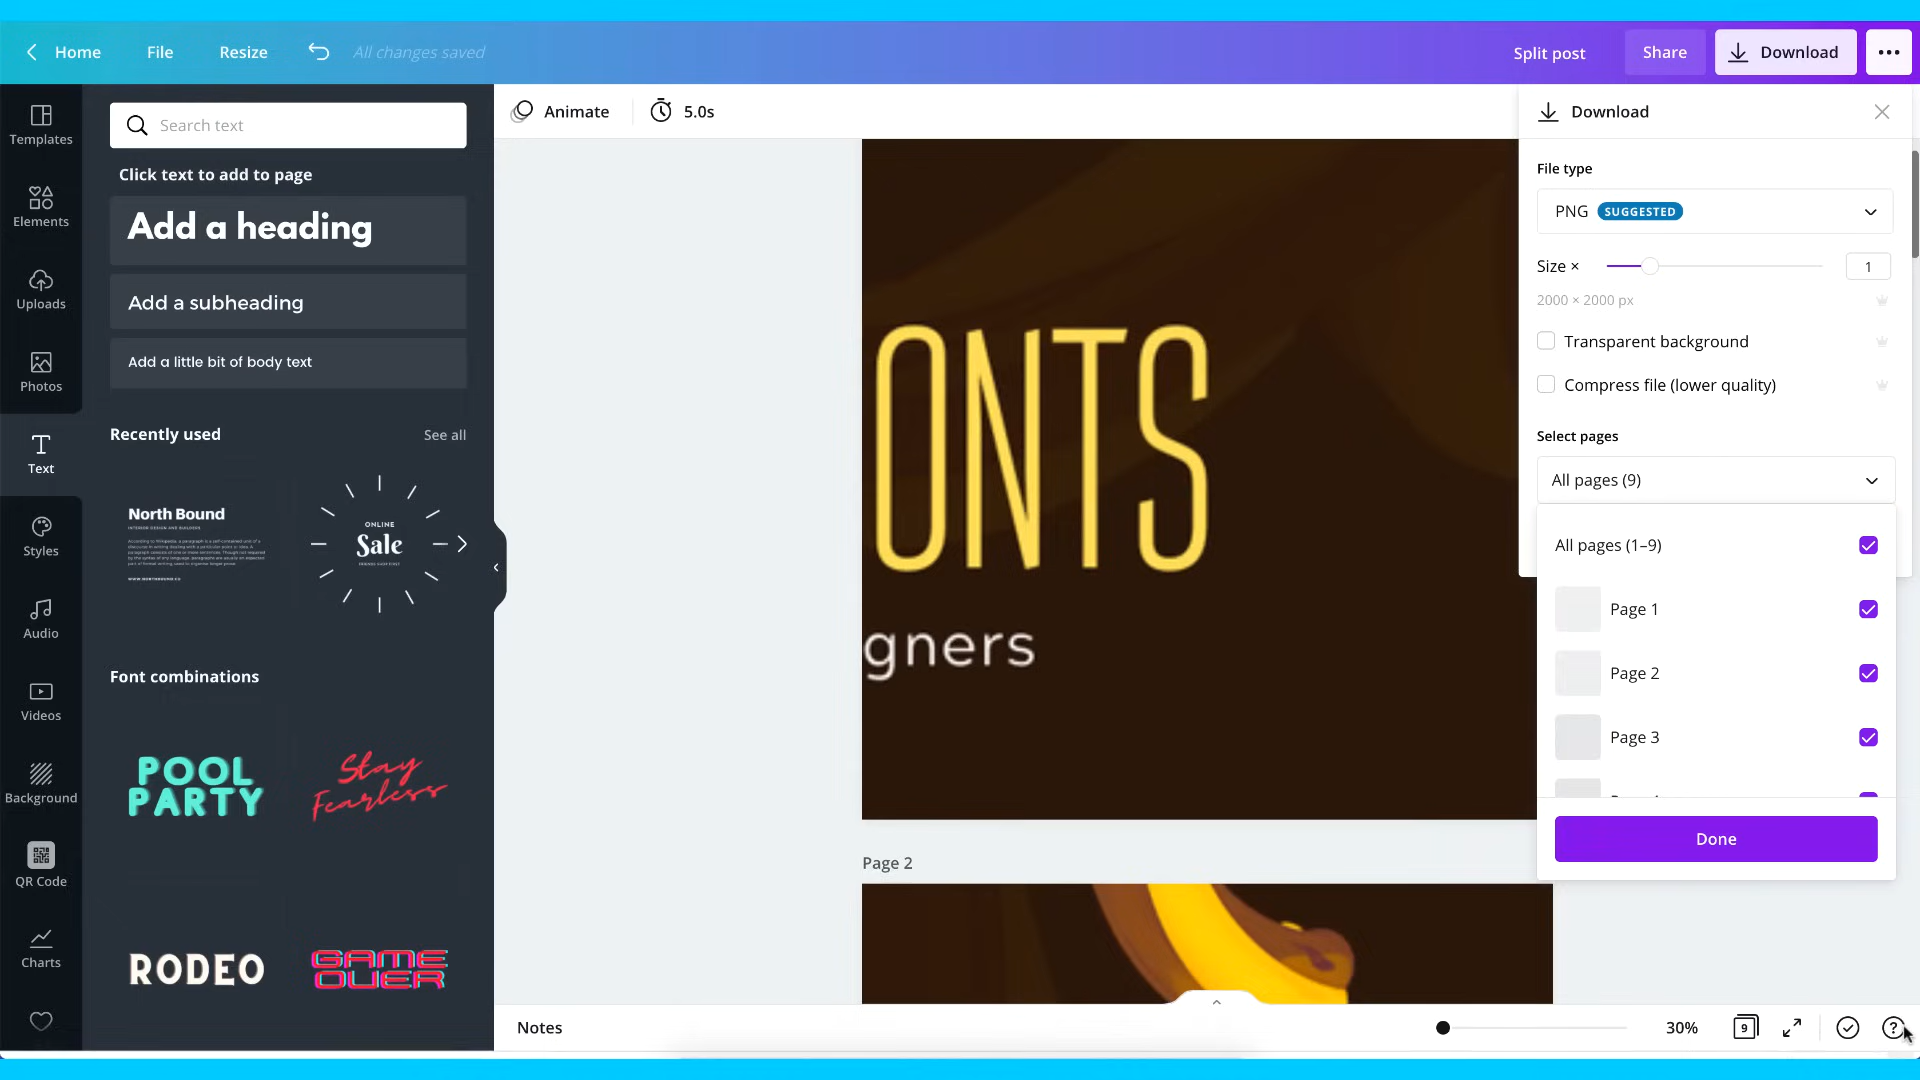 Home
File
Resize
All changes saved
Split post
Share
Download
Templates
Elements
Uploads
Photos
Text
Styles
Audio
Videos
Background
QR Code
Charts
Search text
Click text to add to page
Add a heading
Add a subheading
Add a little bit of body text
Recently used
See all
North Bound
INTERIOR DESIGN AND BUILDERS
WWW.NORTHBOUND.CO
ONLINE
Sale
Font combinations
POOL
PARTY
Stay
Fearless
RODEO
GAME
OVER
Animate
5.0s
ONTS
gners
Page 2
Notes
30%
9
?
Download
File type
PNG SUGGESTED
Size ×
1
2000 × 2000 px
Transparent background
Compress file (lower quality)
Select pages
All pages (9)
All pages (1–9)
Page 1
Page 2
Page 3
Done